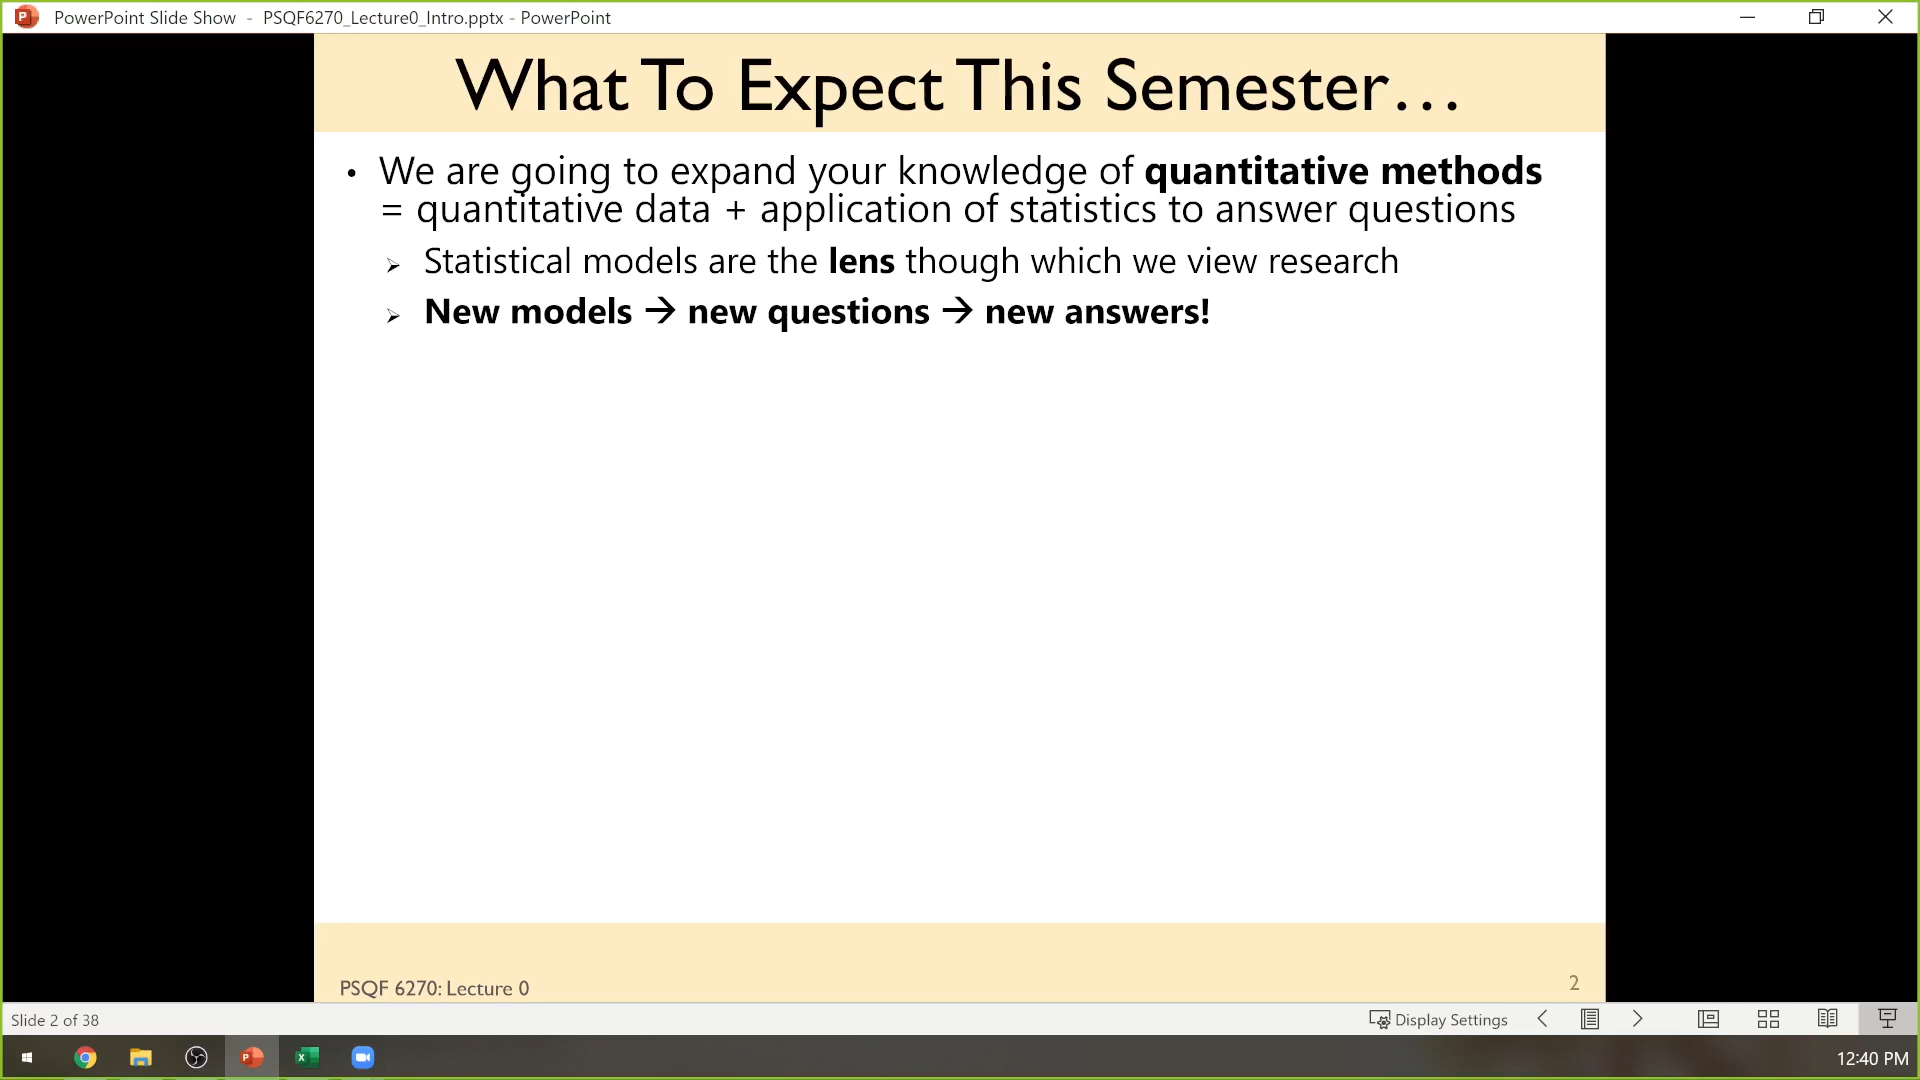 PowerPoint Slide Show - PSQF6270_Lecture0_Intro.pptx - PowerPoint
What To Expect This Semester…
• We are going to expand your knowledge of quantitative methods
= quantitative data + application of statistics to answer questions
➢ Statistical models are the lens though which we view research
➢ New models → new questions → new answers!
PSQF 6270: Lecture 0
2
Slide 2 of 38
Display Settings
12:40 PM